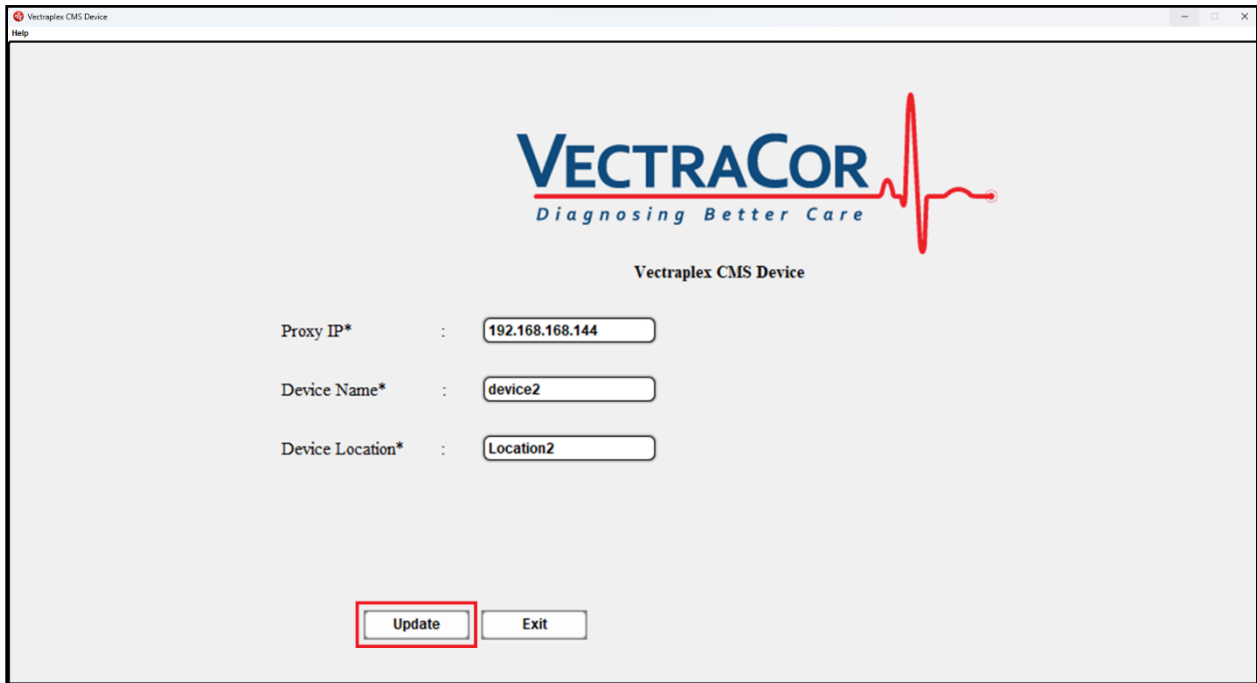 Vectraplex CMS Device
Help
VECTRACOR
Diagnosing Better Care
Vectraplex CMS Device
Proxy IP* : 192.168.168.144
Device Name* : device2
Device Location* : Location2
Update Exit